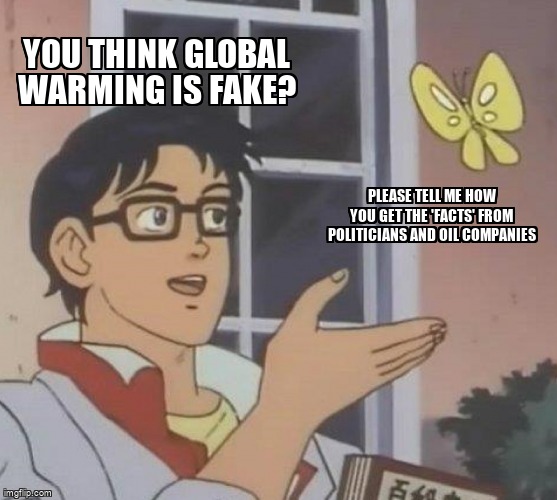 YOU THINK GLOBAL
WARMING IS FAKE?
PLEASE TELL ME HOW
YOU GET THE 'FACTS' FROM
POLITICIANS AND OIL COMPANIES
imgflip.com